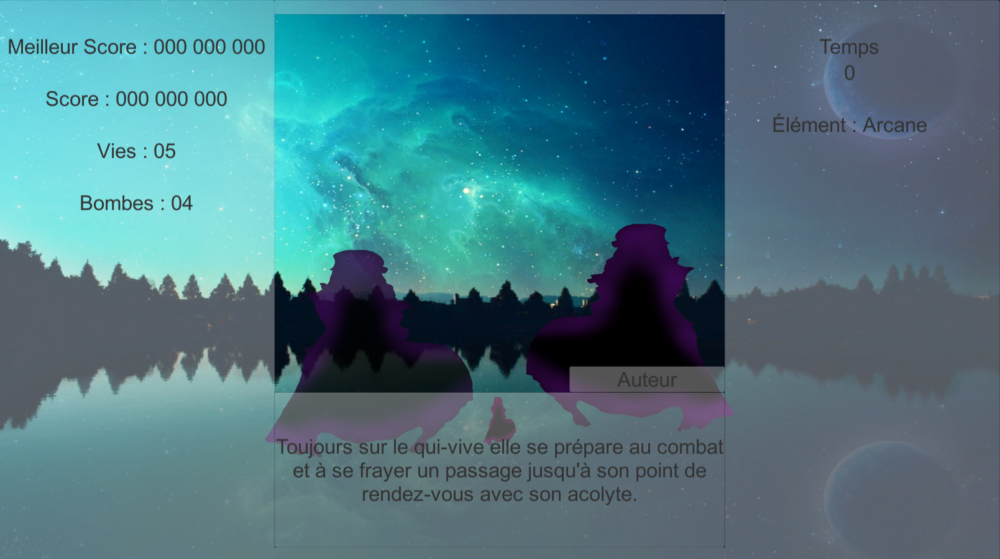 Meilleur Score : 000 000 000
Score : 000 000 000
Vies : 05
Bombes : 04
Temps
0
Élément : Arcane
Auteur
Toujours sur le qui-vive elle se prépare au combat
et à se frayer un passage jusqu'à son point de
rendez-vous avec son acolyte.